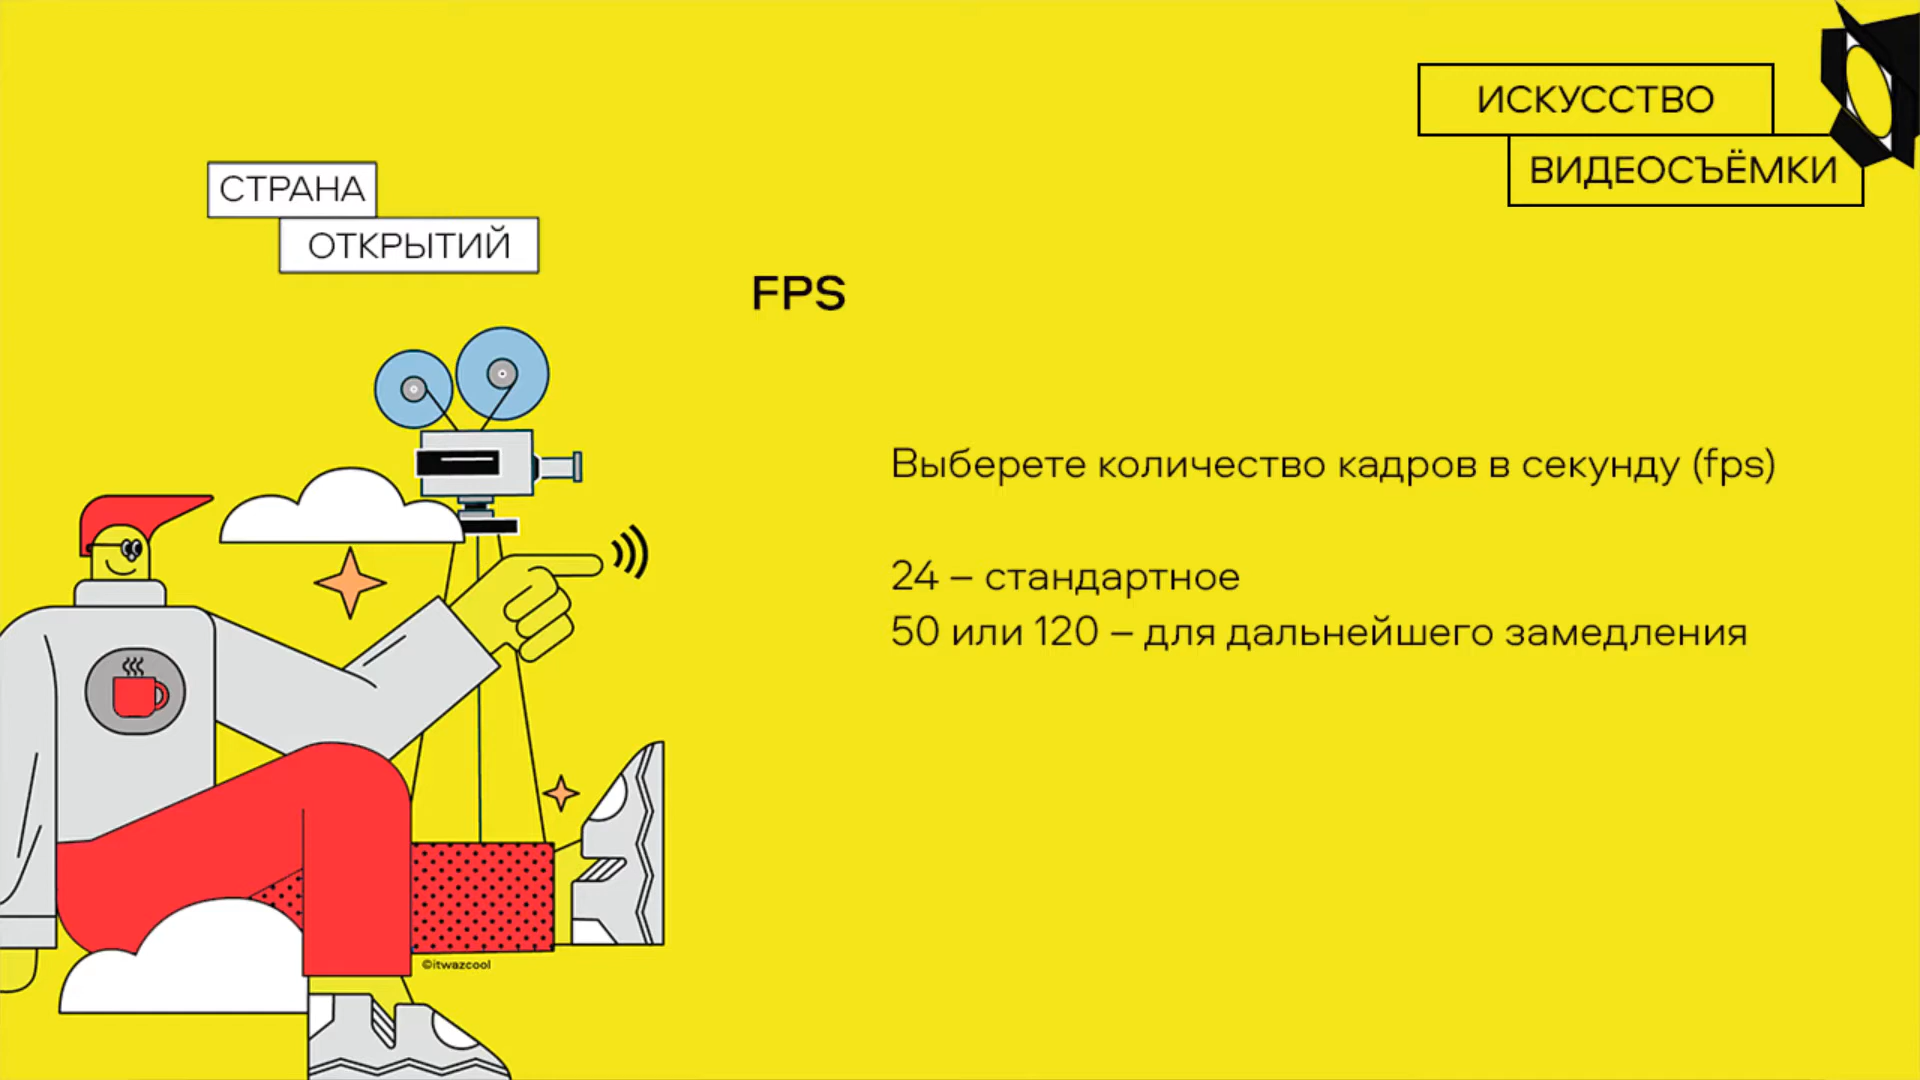 СТРАНА
ОТКРЫТИЙ
ИСКУССТВО
ВИДЕОСЪЁМКИ
FPS
Выберете количество кадров в секунду (fps)
24 – стандартное
50 или 120 – для дальнейшего замедления
©itwazcool